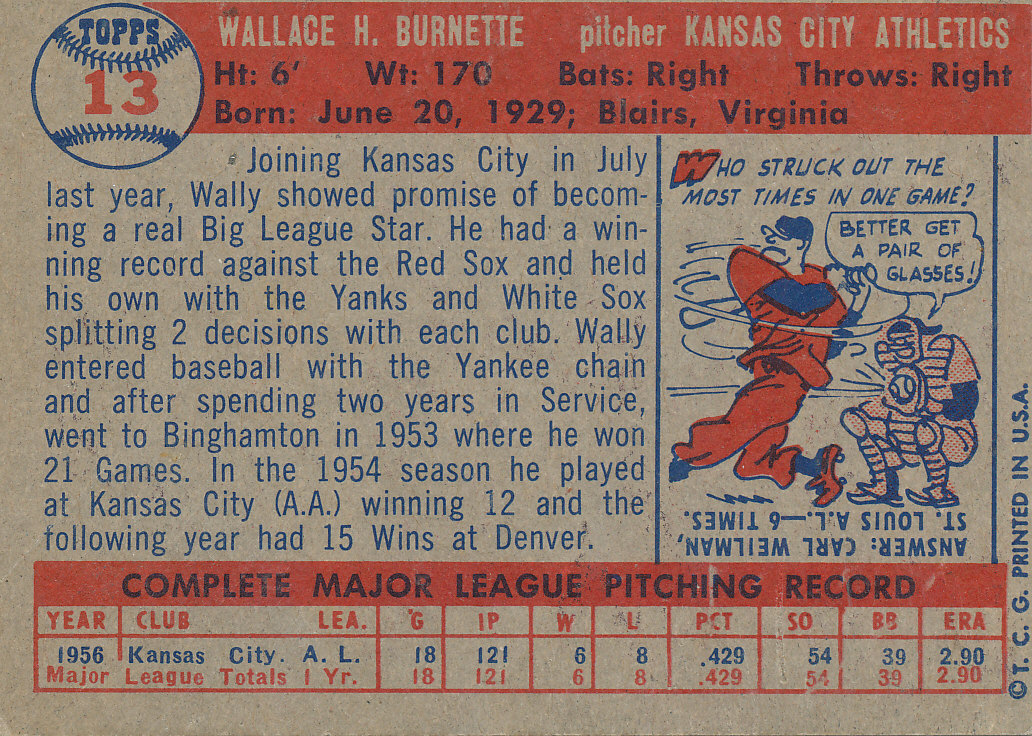 TOPPS
13
WALLACE H. BURNETTE pitcher KANSAS CITY ATHLETICS
Ht: 6' Wt: 170 Bats: Right Throws: Right
Born: June 20, 1929; Blairs, Virginia
Joining Kansas City in July
last year, Wally showed promise of becom-
ing a real Big League Star. He had a win-
ning record against the Red Sox and held
his own with the Yanks and White Sox
splitting 2 decisions with each club. Wally
entered baseball with the Yankee chain
and after spending two years in Service,
went to Binghamton in 1953 where he won
21 Games. In the 1954 season he played
at Kansas City (A.A.) winning 12 and the
following year had 15 Wins at Denver.
WHO STRUCK OUT THE
MOST TIMES IN ONE GAME?
BETTER GET
A PAIR OF
GLASSES!
ANSWER: CARL WEILMAN,
ST. LOUIS A.L.—6 TIMES.
COMPLETE MAJOR LEAGUE PITCHING RECORD
YEAR CLUB LEA. G IP W L PCT SO BB ERA
1956 Kansas City. A. L. 18 121 6 8 .429 54 39 2.90
Major League Totals 1 Yr. 18 121 6 8 .429 54 39 2.90
© T. C. G. PRINTED IN U.S.A.